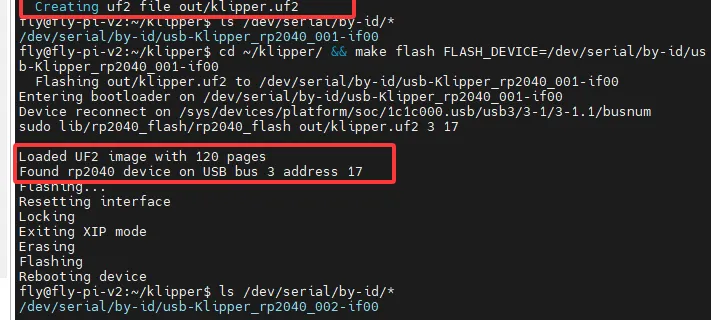 Creating uf2 file out/klipper.uf2
fly@fly-pi-v2:~/klipper$ ls /dev/serial/by-id/*
/dev/serial/by-id/usb-Klipper_rp2040_001-if00
fly@fly-pi-v2:~/klipper$ cd ~/klipper/ && make flash FLASH_DEVICE=/dev/serial/by-id/us
b-Klipper_rp2040_001-if00
Flashing out/klipper.uf2 to /dev/serial/by-id/usb-Klipper_rp2040_001-if00
Entering bootloader on /dev/serial/by-id/usb-Klipper_rp2040_001-if00
Device reconnect on /sys/devices/platform/soc/1c1c000.usb/usb3/3-1/3-1.1/busnum
sudo lib/rp2040_flash/rp2040_flash out/klipper.uf2 3 17
Loaded UF2 image with 120 pages
Found rp2040 device on USB bus 3 address 17
Flashing...
Resetting interface
Locking
Exiting XIP mode
Erasing
Flashing
Rebooting device
fly@fly-pi-v2:~/klipper$ ls /dev/serial/by-id/*
/dev/serial/by-id/usb-Klipper_rp2040_002-if00